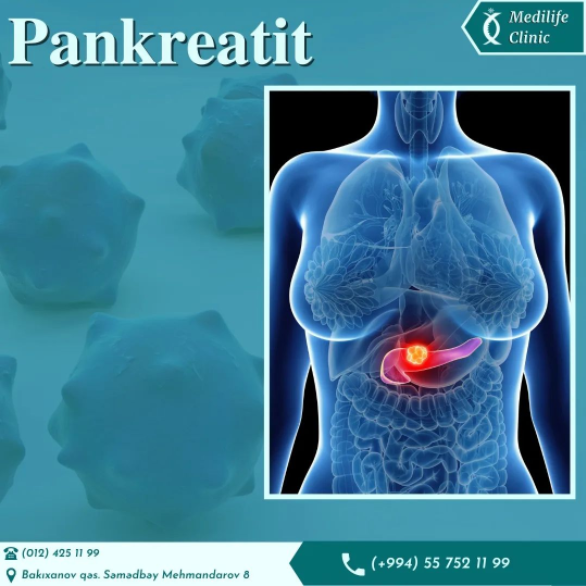 Pankreatit
Medilife
Clinic
(012) 425 11 99
Bakıxanov qəs. Səmədbəy Mehmandarov 8
(+994) 55 752 11 99